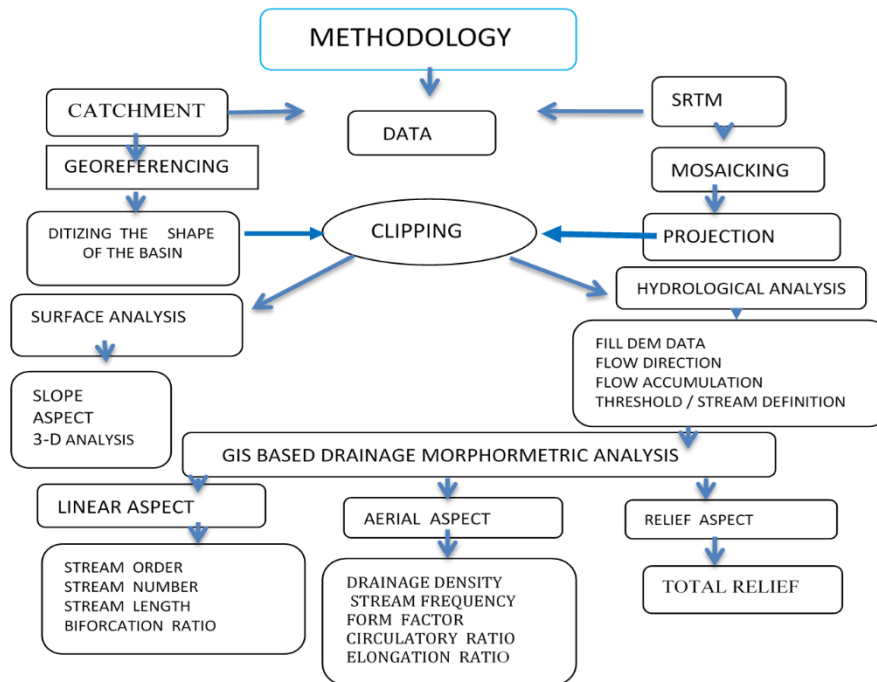 METHODOLOGY
CATCHMENT
DATA
SRTM
GEOREFERENCING
MOSAICKING
DITIZING THE SHAPE
OF THE BASIN
CLIPPING
PROJECTION
SURFACE ANALYSIS
HYDROLOGICAL ANALYSIS
SLOPE
ASPECT
3-D ANALYSIS
FILL DEM DATA
FLOW DIRECTION
FLOW ACCUMULATION
THRESHOLD / STREAM DEFINITION
GIS BASED DRAINAGE MORPHORMETRIC ANALYSIS
LINEAR ASPECT
AERIAL ASPECT
RELIEF ASPECT
STREAM ORDER
STREAM NUMBER
STREAM LENGTH
BIFORCATION RATIO
DRAINAGE DENSITY
STREAM FREQUENCY
FORM FACTOR
CIRCULATORY RATIO
ELONGATION RATIO
TOTAL RELIEF